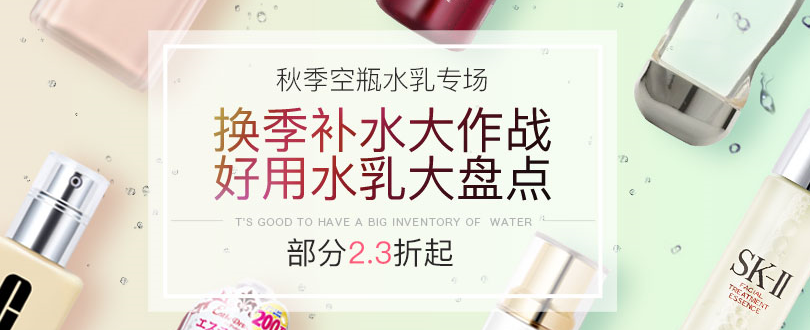 秋季空瓶水乳专场
换季补水大作战
好用水乳大盘点
T'S GOOD TO HAVE A BIG INVENTORY OF WATER
部分2.3折起
SK-II
FACIAL
TREATMENT
ESSENCE
200